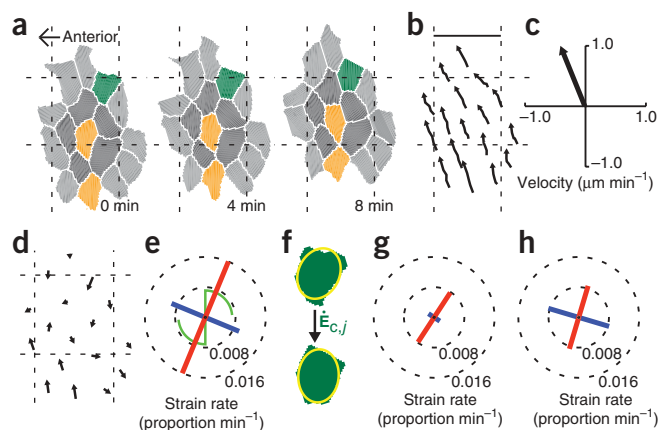 a
← Anterior
0 min
4 min
8 min
b
c
1.0
−1.0
1.0
−1.0
Velocity (μm min⁻¹)
d
e
0.008
0.016
Strain rate
(proportion min⁻¹)
f
Ė_C,j
g
0.008
0.016
Strain rate
(proportion min⁻¹)
h
0.008
0.016
Strain rate
(proportion min⁻¹)